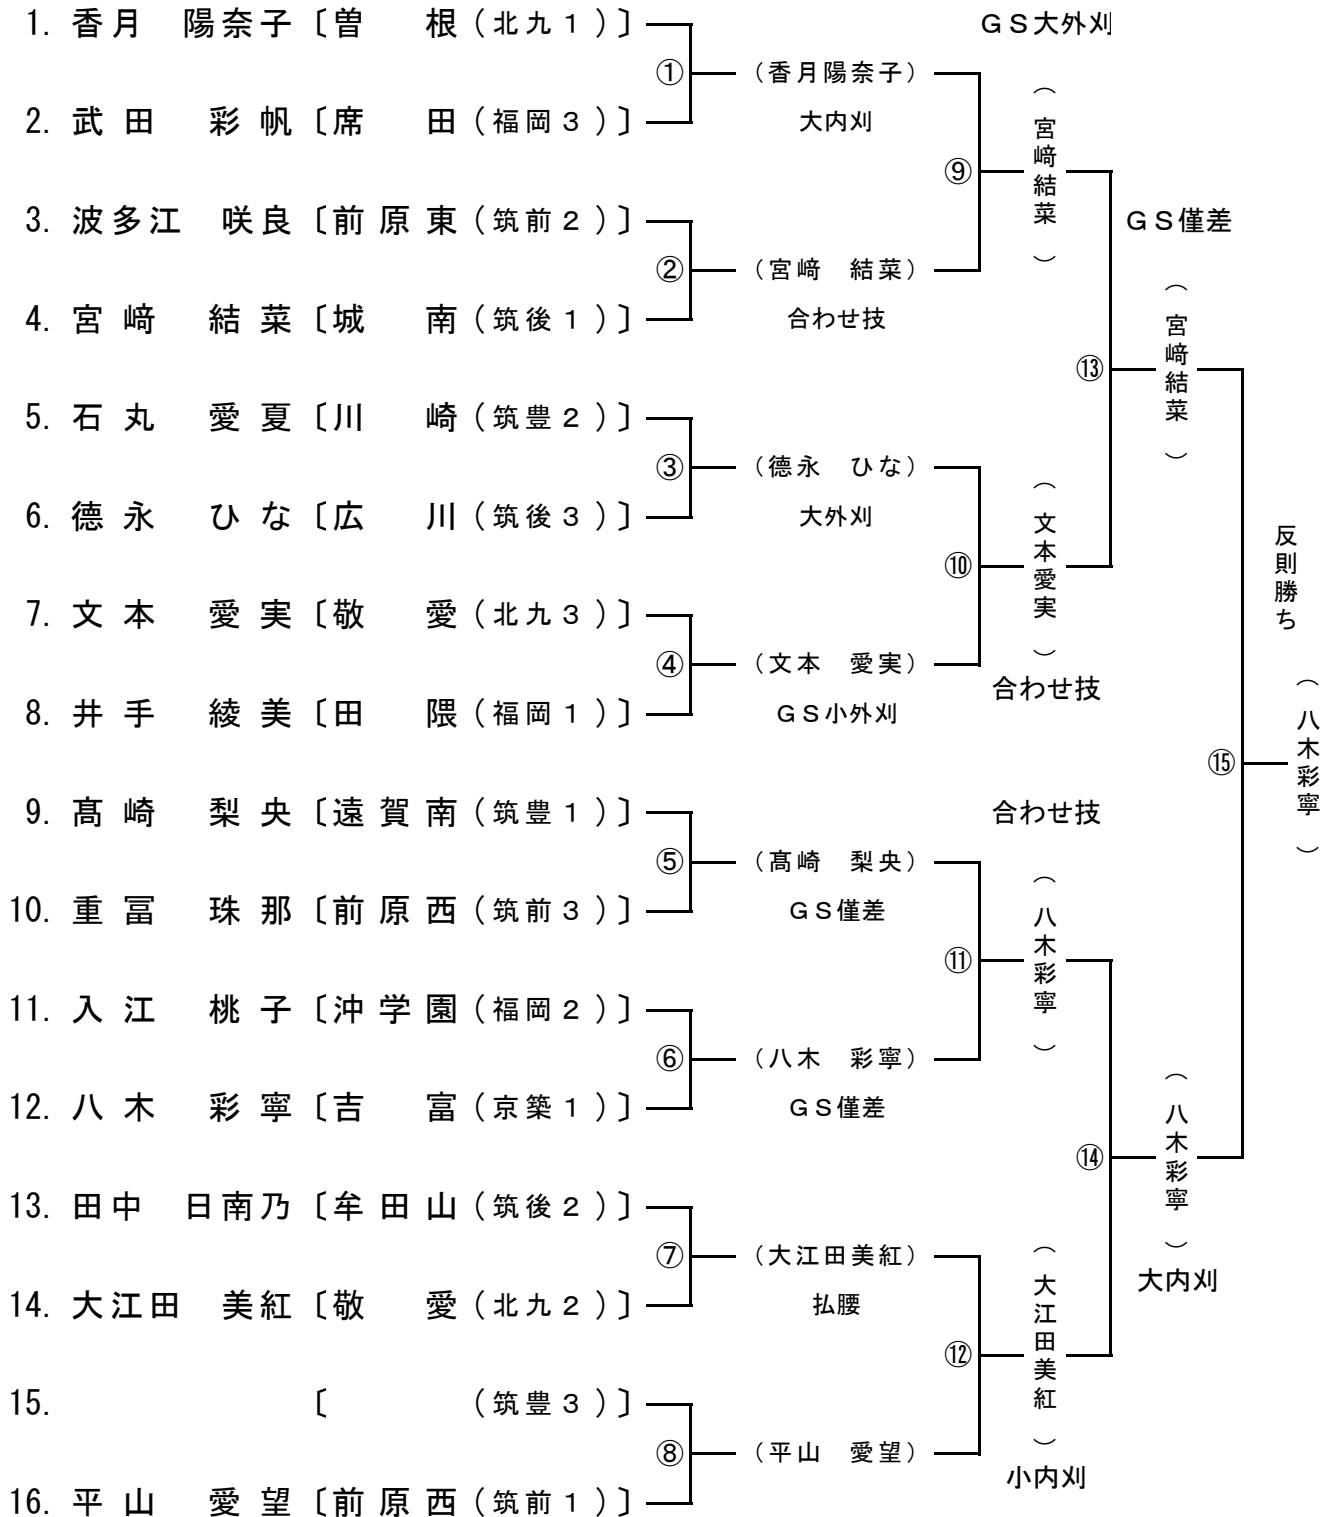 1. 香月 陽奈子〔曽 根（北九１）〕
2. 武田 彩帆〔席 田（福岡３）〕
3. 波多江 咲良〔前原東（筑前２）〕
4. 宮﨑 結菜〔城 南（筑後１）〕
5. 石丸 愛夏〔川 崎（筑豊２）〕
6. 德永 ひな〔広 川（筑後３）〕
7. 文本 愛実〔敬 愛（北九３）〕
8. 井手 綾美〔田 隈（福岡１）〕
9. 髙崎 梨央〔遠賀南（筑豊１）〕
10. 重冨 珠那〔前原西（筑前３）〕
11. 入江 桃子〔沖学園（福岡２）〕
12. 八木 彩寧〔吉 富（京築１）〕
13. 田中 日南乃〔牟田山（筑後２）〕
14. 大江田 美紅〔敬 愛（北九２）〕
15. 〔 （筑豊３）〕
16. 平山 愛望〔前原西（筑前１）〕
①
（香月陽奈子）
大内刈
②
（宮﨑 結菜）
合わせ技
③
（德永 ひな）
大外刈
④
（文本 愛実）
ＧＳ小外刈
⑤
（髙崎 梨央）
ＧＳ僅差
⑥
（八木 彩寧）
ＧＳ僅差
⑦
（大江田美紅）
払腰
⑧
（平山 愛望）
ＧＳ大外刈
⑨
（宮﨑結菜）
⑩
（文本愛実）
合わせ技
合わせ技
⑪
（八木彩寧）
⑫
（大江田美紅）
小内刈
ＧＳ僅差
⑬
（宮﨑結菜）
⑭
（八木彩寧）
大内刈
反則勝ち
⑮
（八木彩寧）